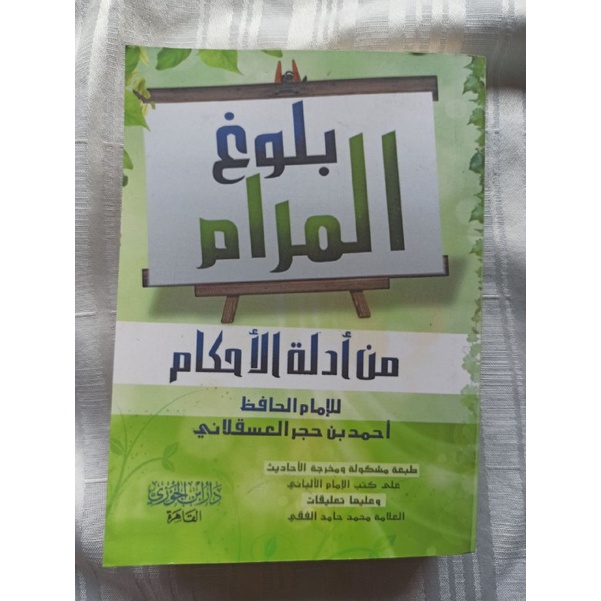 بلوغ
المرام
من أدلة الأحكام
للإمام الحافظ
أحمد بن حجر العسقلاني
طبعة مشكولة ومخرجة الأحاديث
على كتب الإمام الألباني
وعليها تعليقات
العلامة محمد حامد الفقي
دار ابن الجوزي
القاهرة